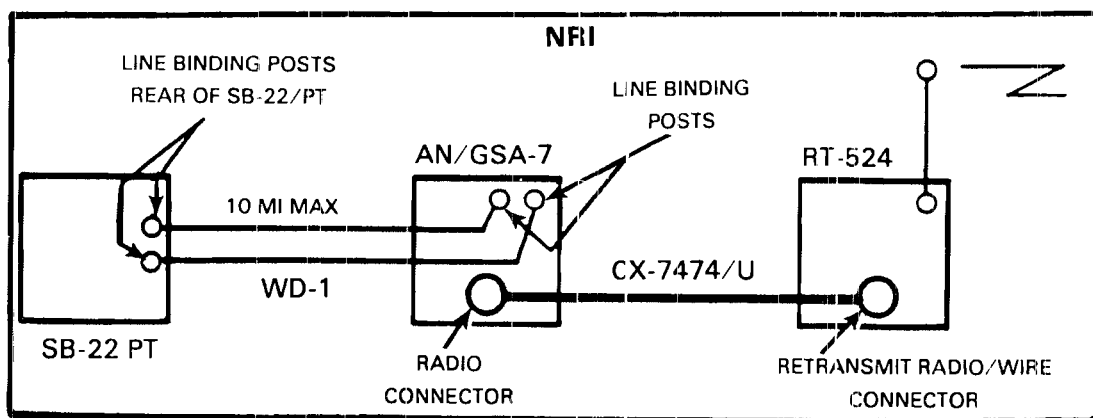 NRI
LINE BINDING POSTS
REAR OF SB-22/PT
LINE BINDING
POSTS
AN/GSA-7
RT-524
10 MI MAX
WD-1
CX-7474/U
SB-22 PT
RADIO
CONNECTOR
RETRANSMIT RADIO/WIRE
CONNECTOR